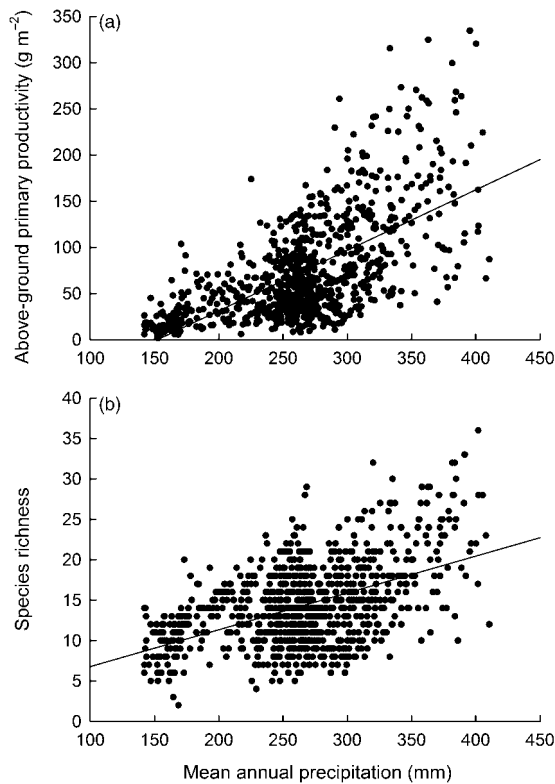 (a)
Above-ground primary productivity (g m⁻²)
350
300
250
200
150
100
50
0
100 150 200 250 300 350 400 450
(b)
Species richness
40
35
30
25
20
15
10
5
0
100 150 200 250 300 350 400 450
Mean annual precipitation (mm)